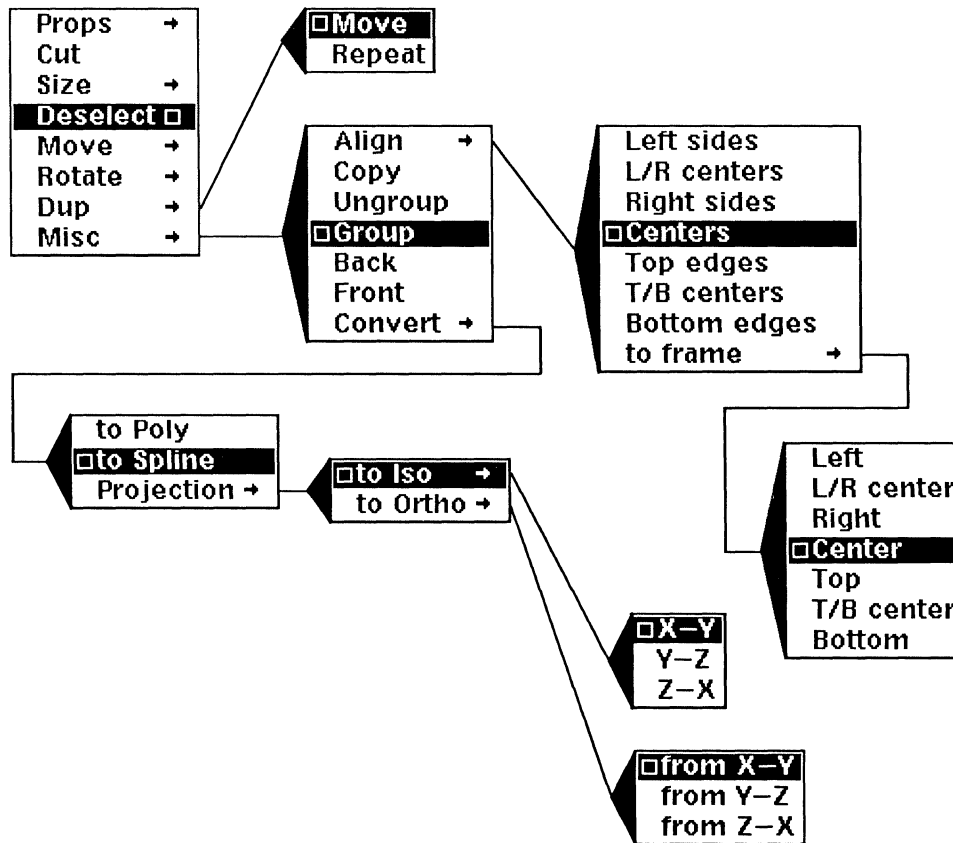 Props →
Cut
Size →
Deselect
Move →
Rotate →
Dup →
Misc →
Move
Repeat
Align →
Copy
Ungroup
Group
Back
Front
Convert →
Left sides
L/R centers
Right sides
Centers
Top edges
T/B centers
Bottom edges
to frame →
to Poly
to Spline
Projection →
to Iso →
to Ortho →
Left
L/R center
Right
Center
Top
T/B center
Bottom
X–Y
Y–Z
Z–X
from X–Y
from Y–Z
from Z–X